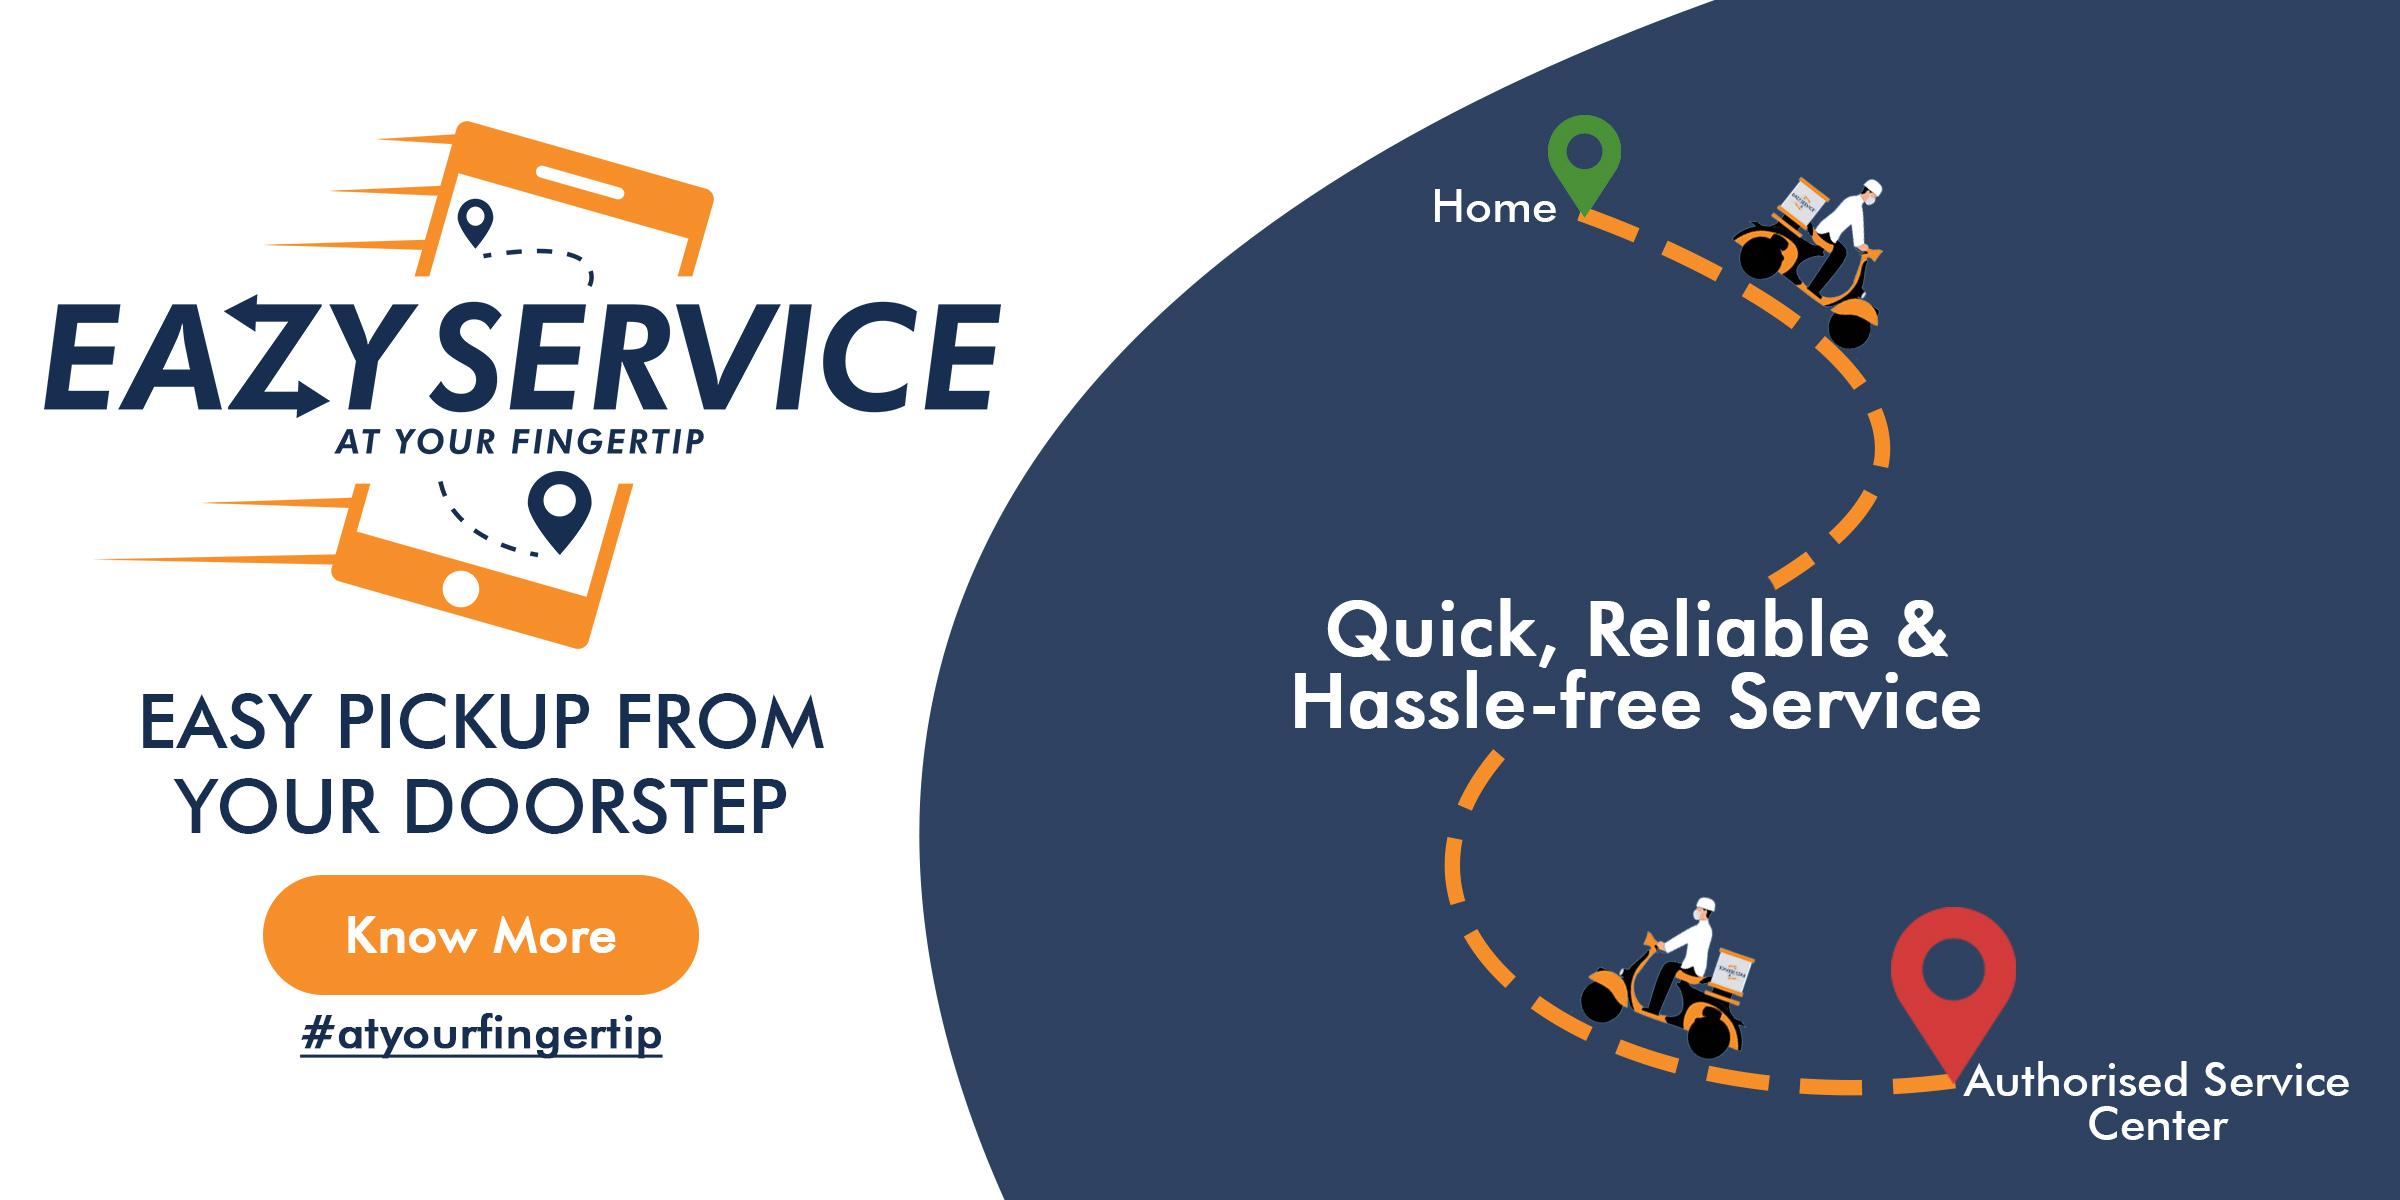 EAZY SERVICE
AT YOUR FINGERTIP
EASY PICKUP FROM
YOUR DOORSTEP
Know More
#atyourfingertip
Home
Quick, Reliable &
Hassle-free Service
Authorised Service
Center